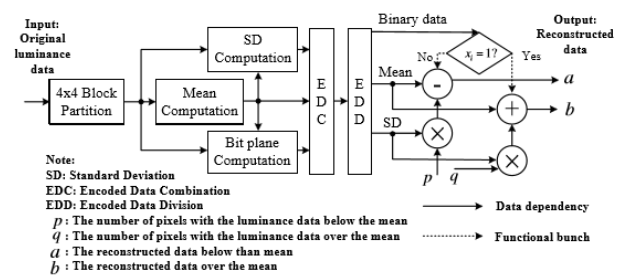 Input:
Original
luminance
data
4x4 Block
Partition
SD
Computation
Mean
Computation
Bit plane
Computation
E
D
C
E
D
D
Binary data
Mean
SD
No
xᵢ = 1?
Yes
-
+
×
×
p q
Output:
Reconstructed
data
a
b
Note:
SD: Standard Deviation
EDC: Encoded Data Combination
EDD: Encoded Data Division
p : The number of pixels with the luminance data below the mean
q : The number of pixels with the luminance data over the mean
a : The reconstructed data below than mean
b : The reconstructed data over the mean
Data dependency
Functional bunch